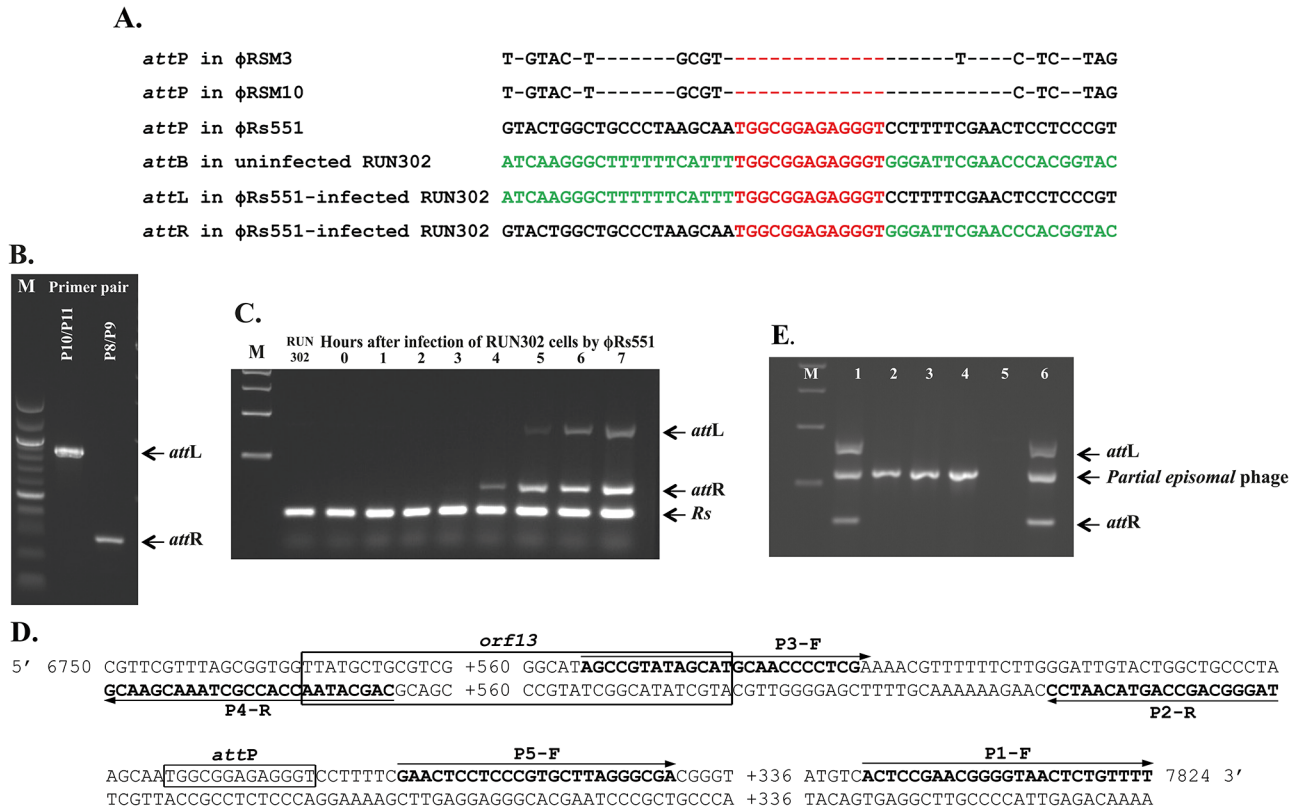 A.
attP in ϕRSM3 T-GTAC-T-------GCGT--------------------T----C-TC--TAG
attP in ϕRSM10 T-GTAC-T-------GCGT-------------------------C-TC--TAG
attP in ϕRs551 GTACTGGCTGCCCTAAGCAATGGCGGAGAGGGTCCTTTTCGAACTCCTCCCGT
attB in uninfected RUN302 ATCAAGGGCTTTTTTCATTTTGGCGGAGAGGGTGGGATTCGAACCCACGGTAC
attL in ϕRs551-infected RUN302 ATCAAGGGCTTTTTTCATTTTGGCGGAGAGGGTCCTTTTCGAACTCCTCCCGT
attR in ϕRs551-infected RUN302 GTACTGGCTGCCCTAAGCAATGGCGGAGAGGGTGGGATTCGAACCCACGGTAC
B.
M Primer pair
P10/P11 P8/P9
attL
attR
C.
M RUN 302 Hours after infection of RUN302 cells by ϕRs551
0 1 2 3 4 5 6 7
attL
attR
Rs
E.
M 1 2 3 4 5 6
attL
Partial episomal phage
attR
D.
orf13 P3-F
5’ 6750 CGTTCGTTTAGCGGTGGTTATGCTGCGTCG +560 GGCATAGCCGTATAGCATGCAACCCCTCGAAAACGTTTTTTCTTGGGATTGTACTGGCTGCCCTA
GCAAGCAAATCGCCACCAATACGACGCAGC +560 CCGTATCGGCATATCGTACGTTGGGGAGCTTTTGCAAAAAAGAACCCTAACATGACCGACGGGAT
P4-R P2-R
attP P5-F P1-F
AGCAATGGCGGAGAGGGTCCTTTTCGAACTCCTCCCGTGCTTAGGGCGACGGGT +336 ATGTCACTCCGAACGGGGTAACTCTGTTTT 7824 3’
TCGTTACCGCCTCTCCCAGGAAAAGCTTGAGGAGGGCACGAATCCCGCTGCCCA +336 TACAGTGAGGCTTGCCCCATTGAGACAAAA